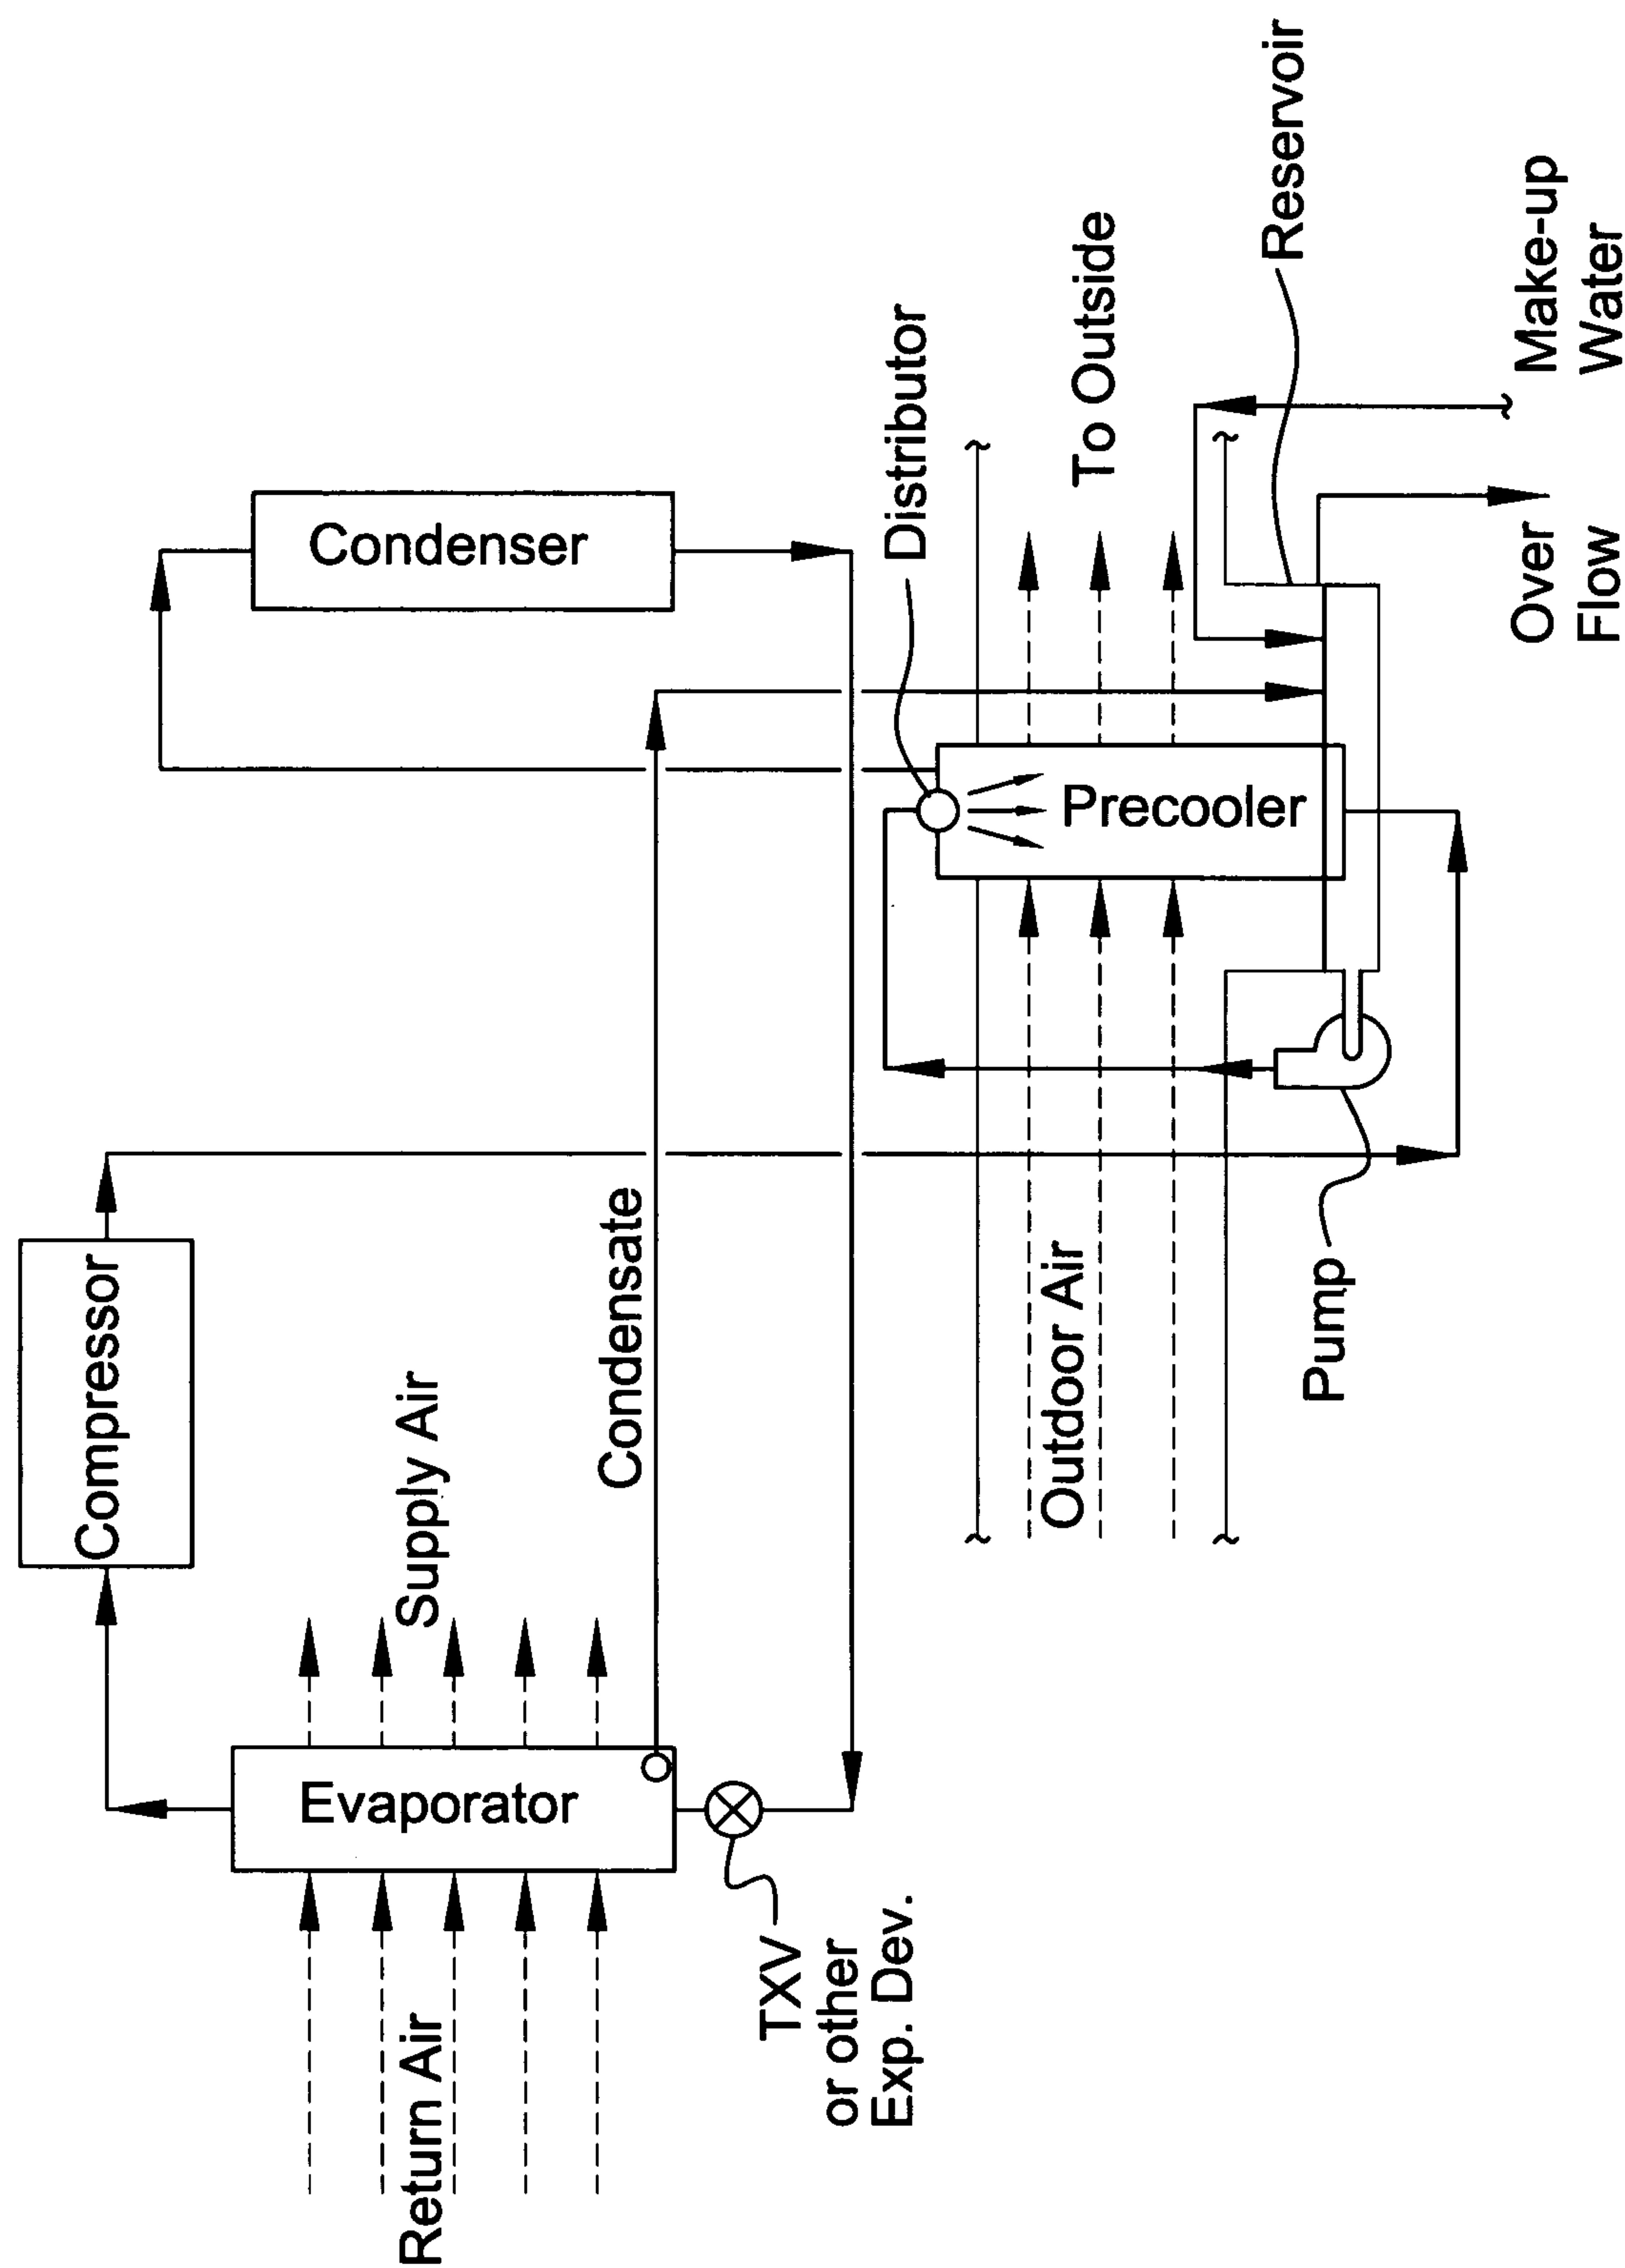 Compressor
Condenser
Evaporator
Supply Air
Return Air
Condensate
TXV
or other
Exp. Dev.
Distributor
Precooler
To Outside
Outdoor Air
Reservoir
Pump
Over
Flow
Make-up
Water